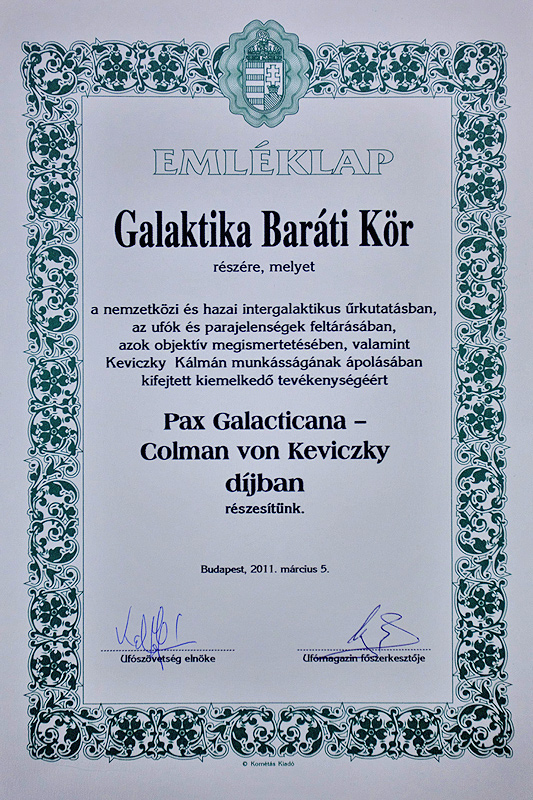 EMLÉKLAP
Galaktika Baráti Kör
részére, melyet
a nemzetközi és hazai intergalaktikus űrkutatásban,
az ufók és parajelenségek feltárásában,
azok objektív megismertetésében, valamint
Keviczky Kálmán munkásságának ápolásában
kifejtett kiemelkedő tevékenységéért
Pax Galacticana –
Colman von Keviczky
díjban
részesítünk.
Budapest, 2011. március 5.
Ufószövetség elnöke
Ufómagazin főszerkesztője
© Kornétás Kiadó